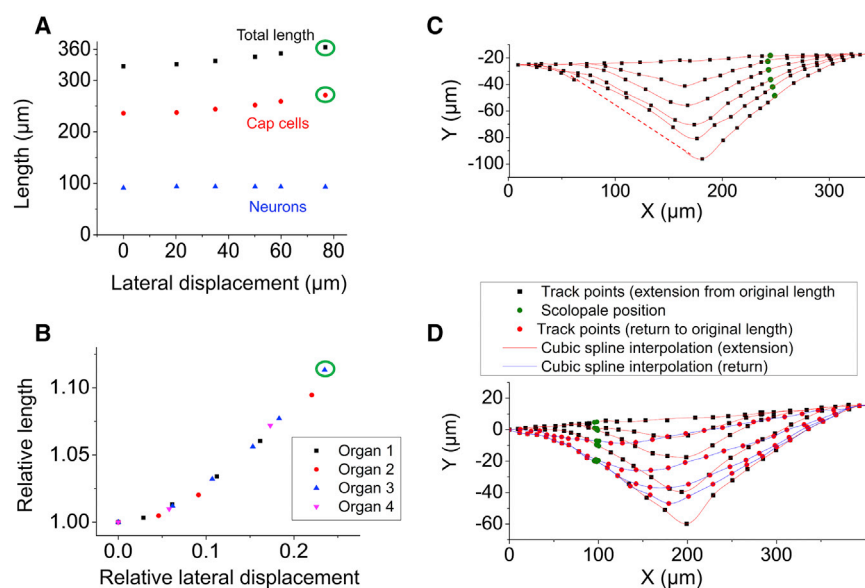 A
Total length
Cap cells
Neurons
360
300
200
100
0
Length (µm)
0
20
40
60
80
Lateral displacement (µm)
B
1.10
1.05
1.00
Relative length
Organ 1
Organ 2
Organ 3
Organ 4
0.0
0.1
0.2
Relative lateral displacement
C
-20
-40
-60
-80
-100
Y (µm)
0
100
200
300
X (µm)
Track points (extension from original length
Scolopale position
Track points (return to original length)
Cubic spline interpolation (extension)
Cubic spline interpolation (return)
D
20
0
-20
-40
-60
Y (µm)
0
100
200
300
X (µm)